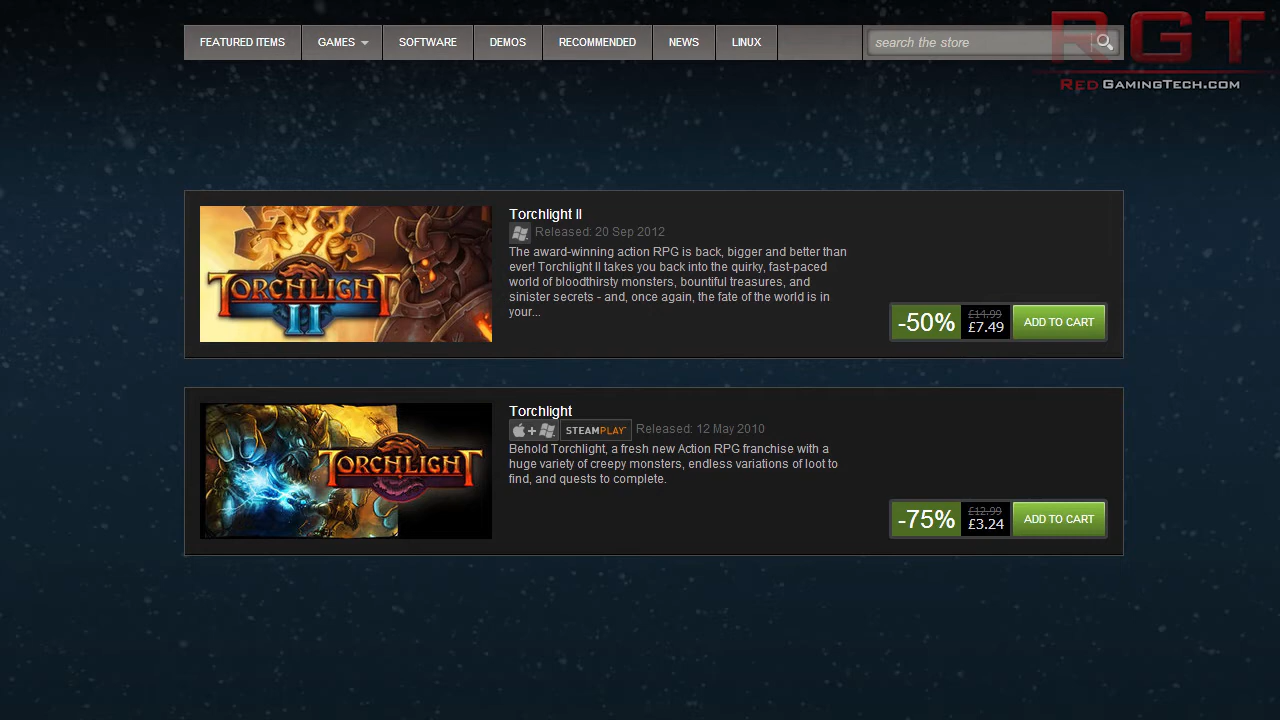 FEATURED ITEMS GAMES SOFTWARE DEMOS RECOMMENDED NEWS LINUX search the store
RGT
RED GAMINGTECH.COM
TORCHLIGHT
II
Torchlight II
Released: 20 Sep 2012
The award-winning action RPG is back, bigger and better than
ever! Torchlight II takes you back into the quirky, fast-paced
world of bloodthirsty monsters, bountiful treasures, and
sinister secrets - and, once again, the fate of the world is in
your...
-50% £14.99 £7.49 ADD TO CART
TORCHLIGHT
Torchlight
+ STEAMPLAY Released: 12 May 2010
Behold Torchlight, a fresh new Action RPG franchise with a
huge variety of creepy monsters, endless variations of loot to
find, and quests to complete.
-75% £12.99 £3.24 ADD TO CART